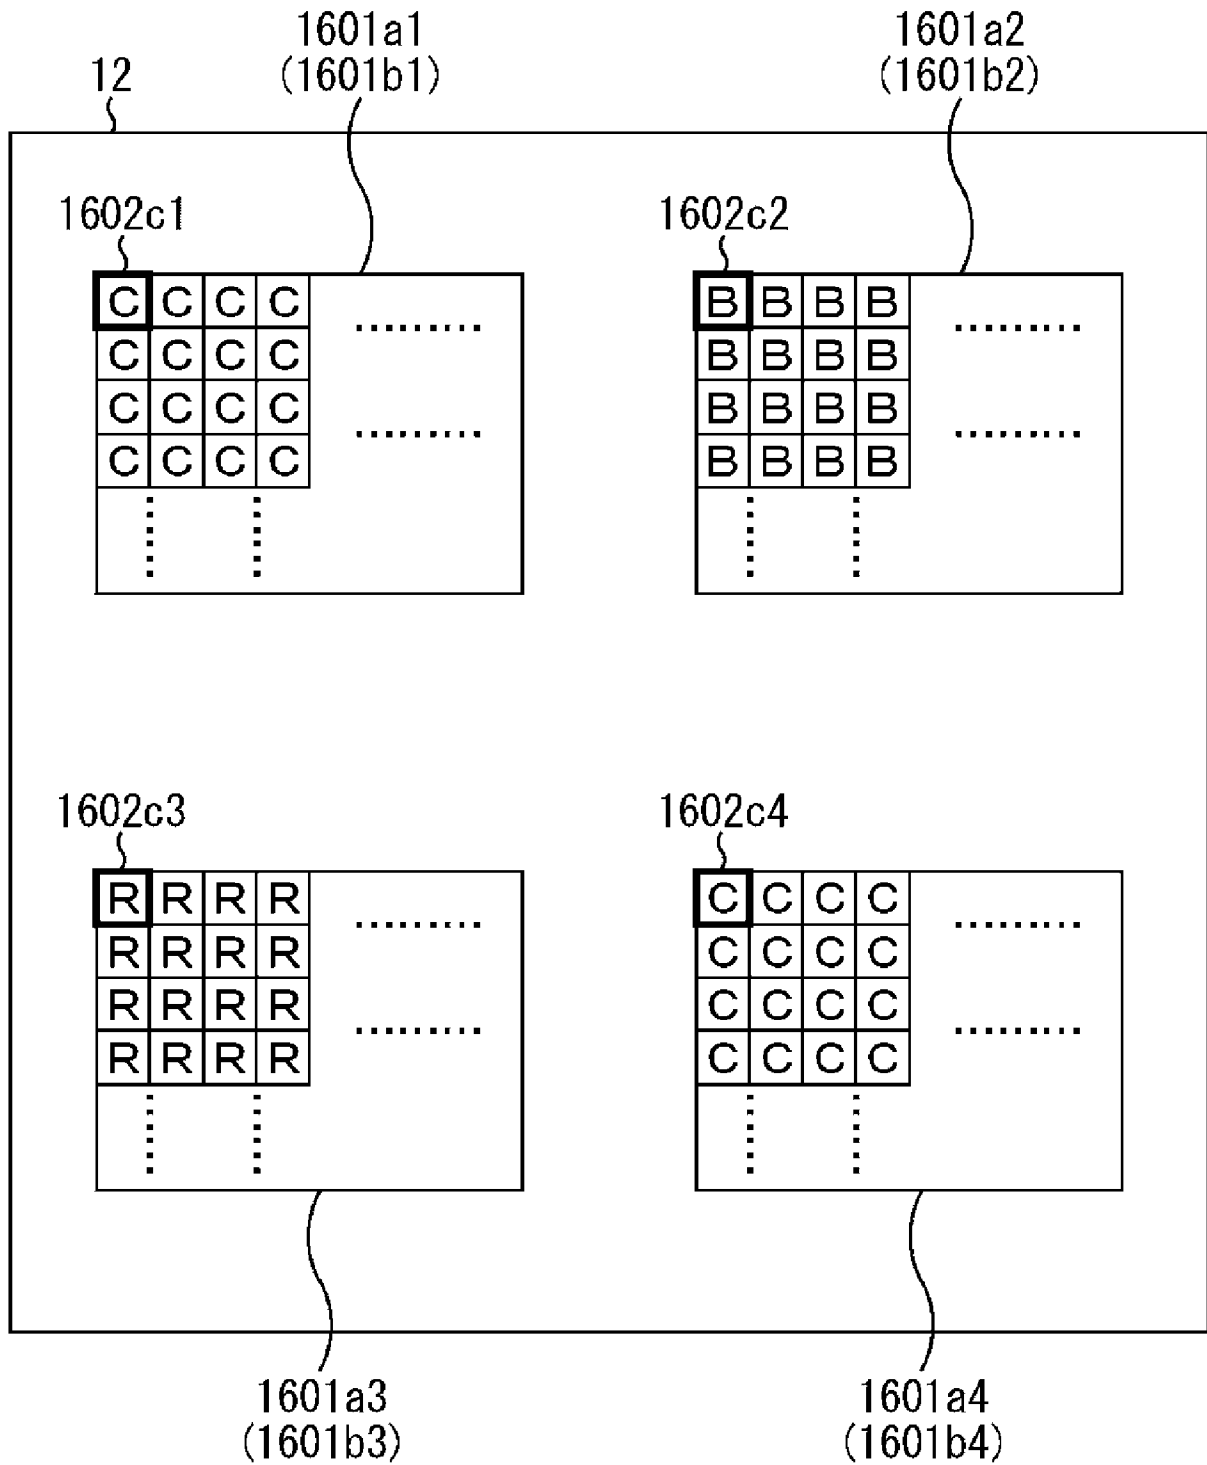 1601a1
(1601b1)
1601a2
(1601b2)
12
1602c1
1602c2
C C C C
C C C C
C C C C
C C C C
B B B B
B B B B
B B B B
B B B B
1602c3
1602c4
R R R R
R R R R
R R R R
R R R R
C C C C
C C C C
C C C C
C C C C
1601a3
(1601b3)
1601a4
(1601b4)